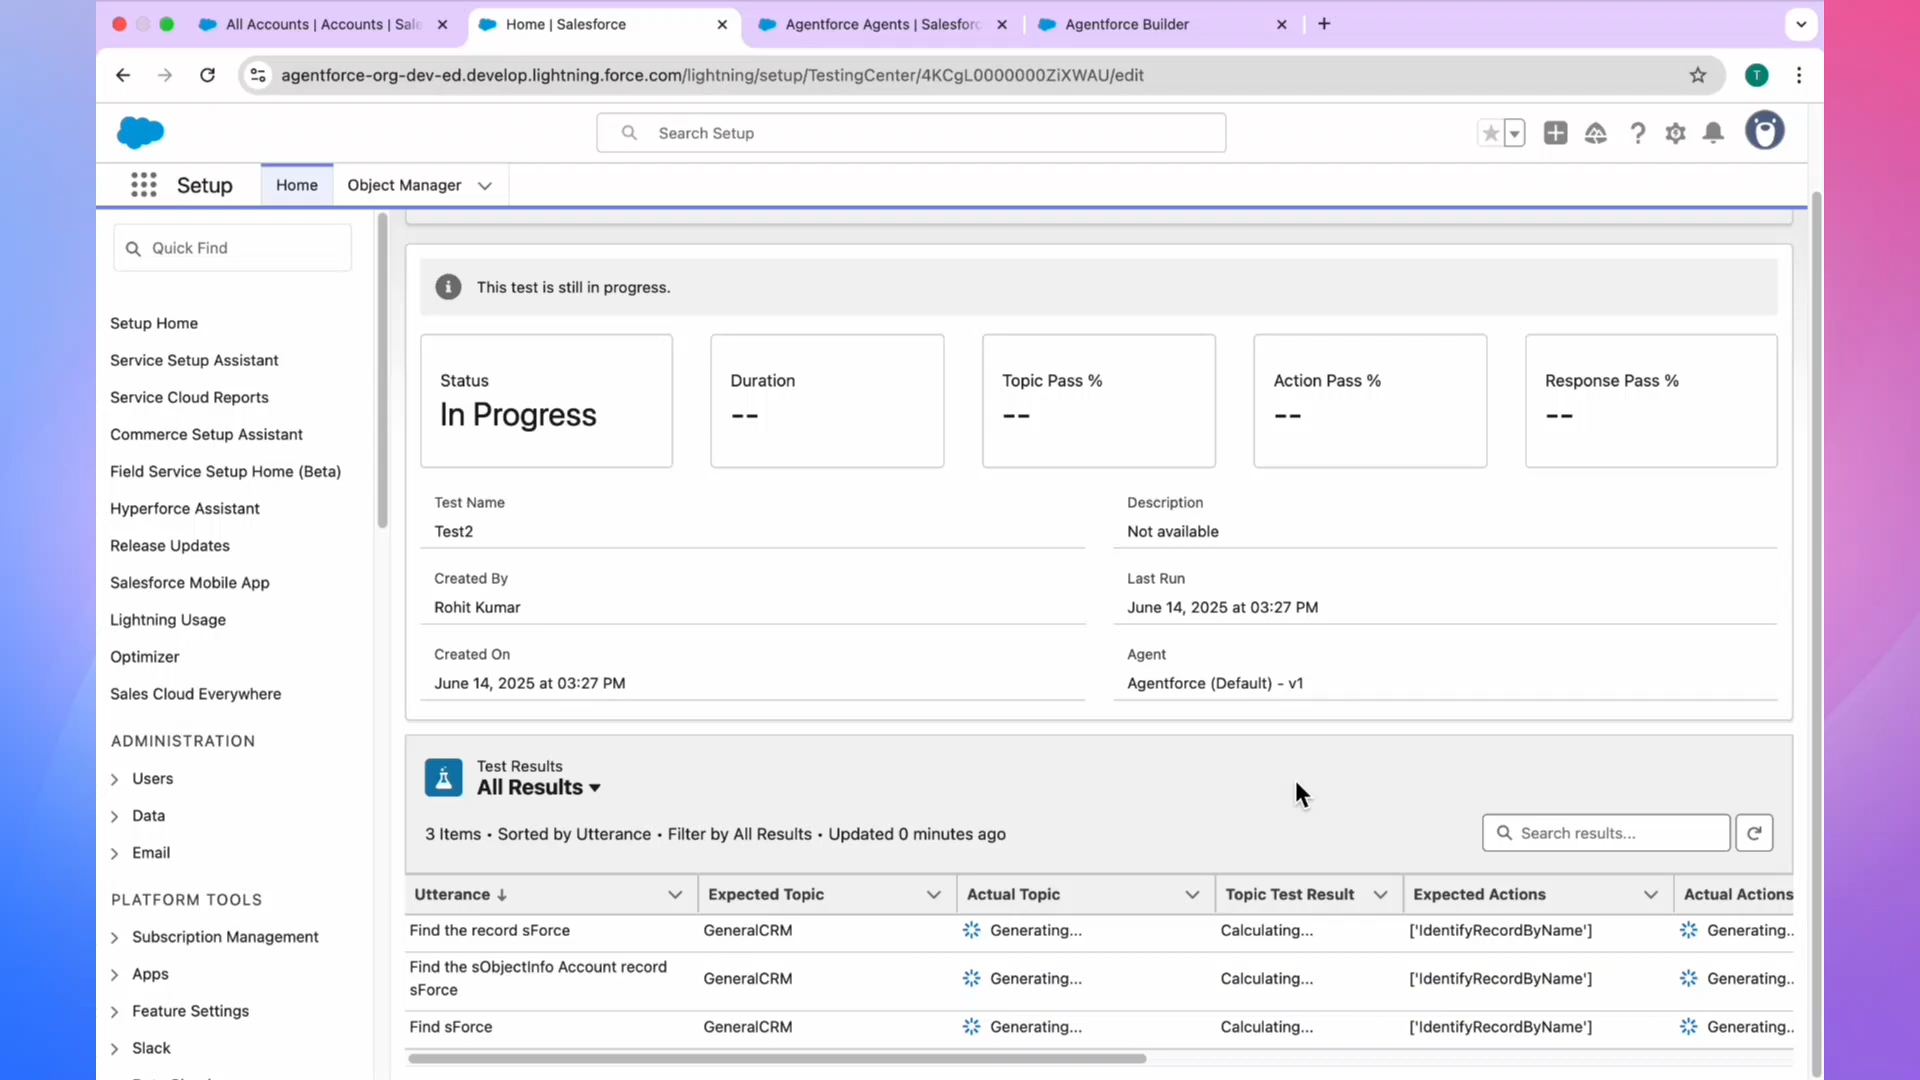 All Accounts | Accounts | Sale
Home | Salesforce
Agentforce Agents | Salesforc
Agentforce Builder
agentforce-org-dev-ed.develop.lightning.force.com/lightning/setup/TestingCenter/4KCgL0000000ZiXWAU/edit
T
Search Setup
Setup
Home
Object Manager
Quick Find
Setup Home
Service Setup Assistant
Service Cloud Reports
Commerce Setup Assistant
Field Service Setup Home (Beta)
Hyperforce Assistant
Release Updates
Salesforce Mobile App
Lightning Usage
Optimizer
Sales Cloud Everywhere
ADMINISTRATION
Users
Data
Email
PLATFORM TOOLS
Subscription Management
Apps
Feature Settings
Slack
This test is still in progress.
Status
In Progress
Duration
--
Topic Pass %
--
Action Pass %
--
Response Pass %
--
Test Name
Test2
Description
Not available
Created By
Rohit Kumar
Last Run
June 14, 2025 at 03:27 PM
Created On
June 14, 2025 at 03:27 PM
Agent
Agentforce (Default) - v1
Test Results
All Results
3 Items • Sorted by Utterance • Filter by All Results • Updated 0 minutes ago
Search results...
Utterance Expected Topic Actual Topic Topic Test Result Expected Actions Actual Actions
Find the record sForce GeneralCRM Generating... Calculating... ['IdentifyRecordByName'] Generating..
Find the sObjectInfo Account record
sForce GeneralCRM Generating... Calculating... ['IdentifyRecordByName'] Generating..
Find sForce GeneralCRM Generating... Calculating... ['IdentifyRecordByName'] Generating..